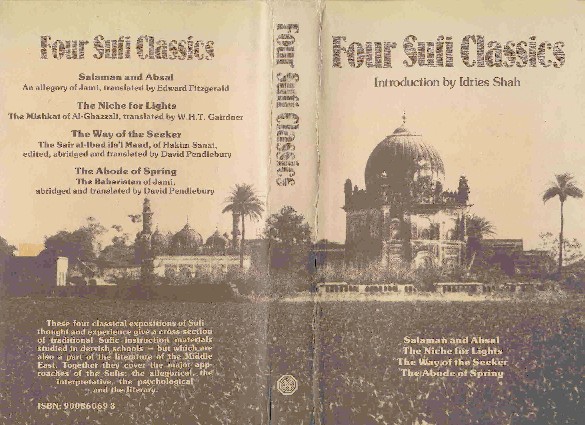 Four Sufi Classics
Salaman and Absal
An allegory of Jami, translated by Edward Fitzgerald
The Niche for Lights
The Mishkat of Al-Ghazzali, translated by W.H.T. Gairdner
The Way of the Seeker
The Sair al-Ibad ila'l Maad, of Hakim Sanai,
edited, abridged and translated by David Pendlebury
The Abode of Spring
The Baharistan of Jami,
abridged and translated by David Pendlebury
These four classical expositions of Sufi
thought and experience give a cross-section
of traditional Sufic instruction materials
studied in dervish schools — but which are
also a part of the literature of the Middle
East. Together they cover the major app-
roaches of the Sufis: the allegorical, the
interpretative, the psychological
and the literary.
ISBN: 900860 69 8
Four Sufi Classics
Four Sufi Classics
Introduction by Idries Shah
Salaman and Absal
The Niche for Lights
The Way of the Seeker
The Abode of Spring